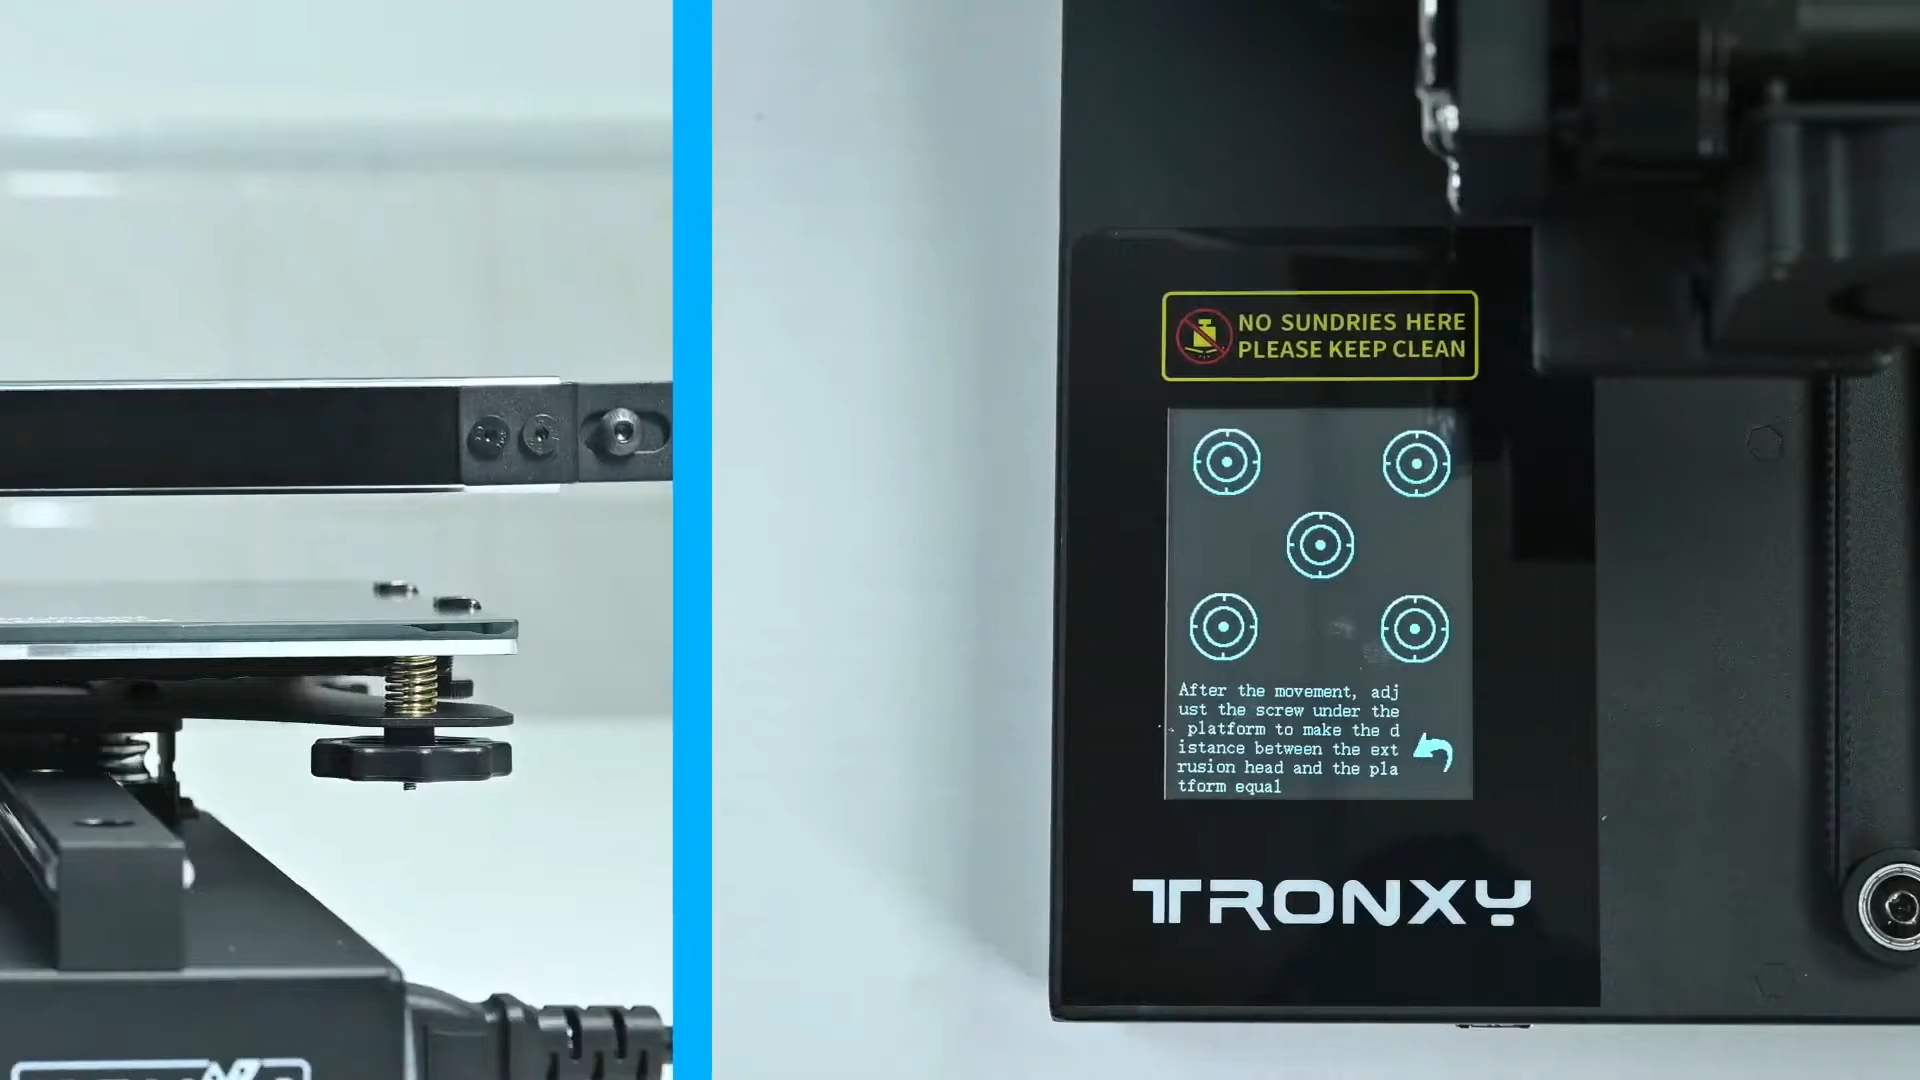 NO SUNDRIES HERE
PLEASE KEEP CLEAN
After the movement, adj
ust the screw under the
platform to make the d
istance between the ext
rusion head and the pla
tform equal
TRONXY